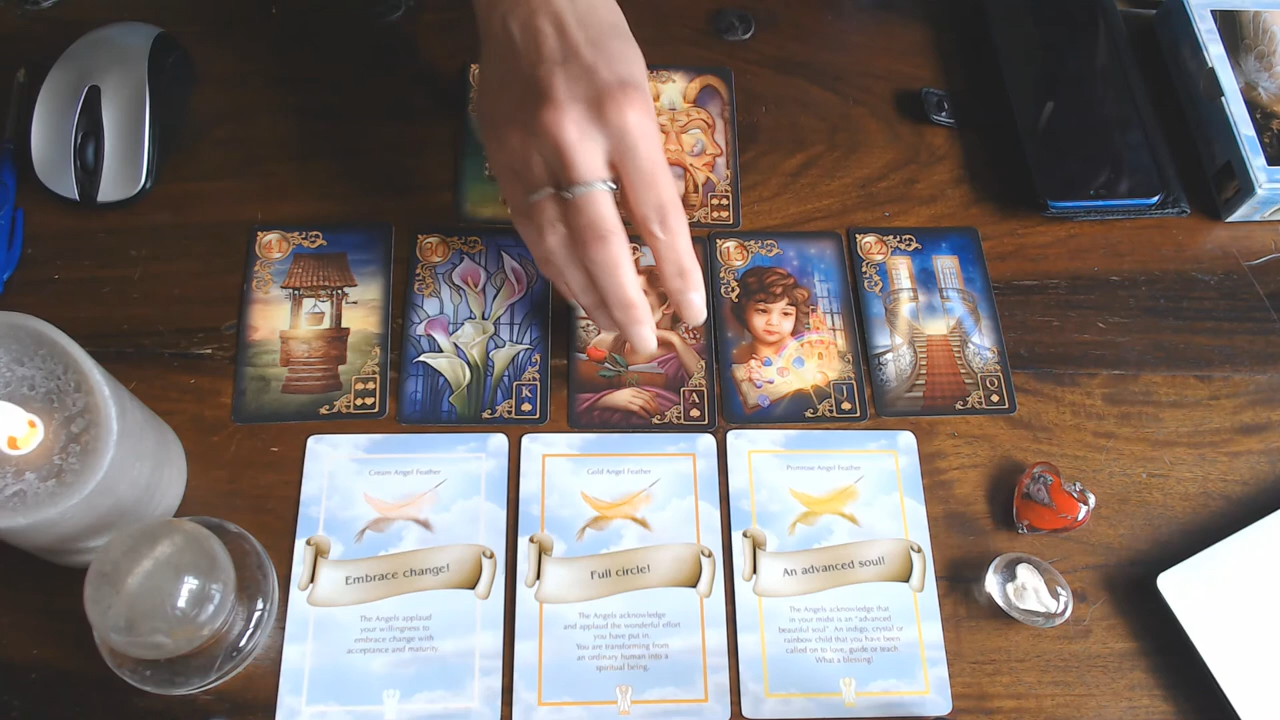 41
30
13
22
K
A
J
Q
Cream Angel Feather
Embrace change!
The Angels applaud
your willingness to
embrace change with
acceptance and maturity.
Gold Angel Feather
Full circle!
The Angels acknowledge
and applaud the wonderful effort
you have put in.
You are transforming from
an ordinary human into a
spiritual being.
Primrose Angel Feather
An advanced soul!
The Angels acknowledge that
in your midst is an "advanced
beautiful soul". An indigo, crystal or
rainbow child that you have been
called on to love, guide or teach.
What a blessing!